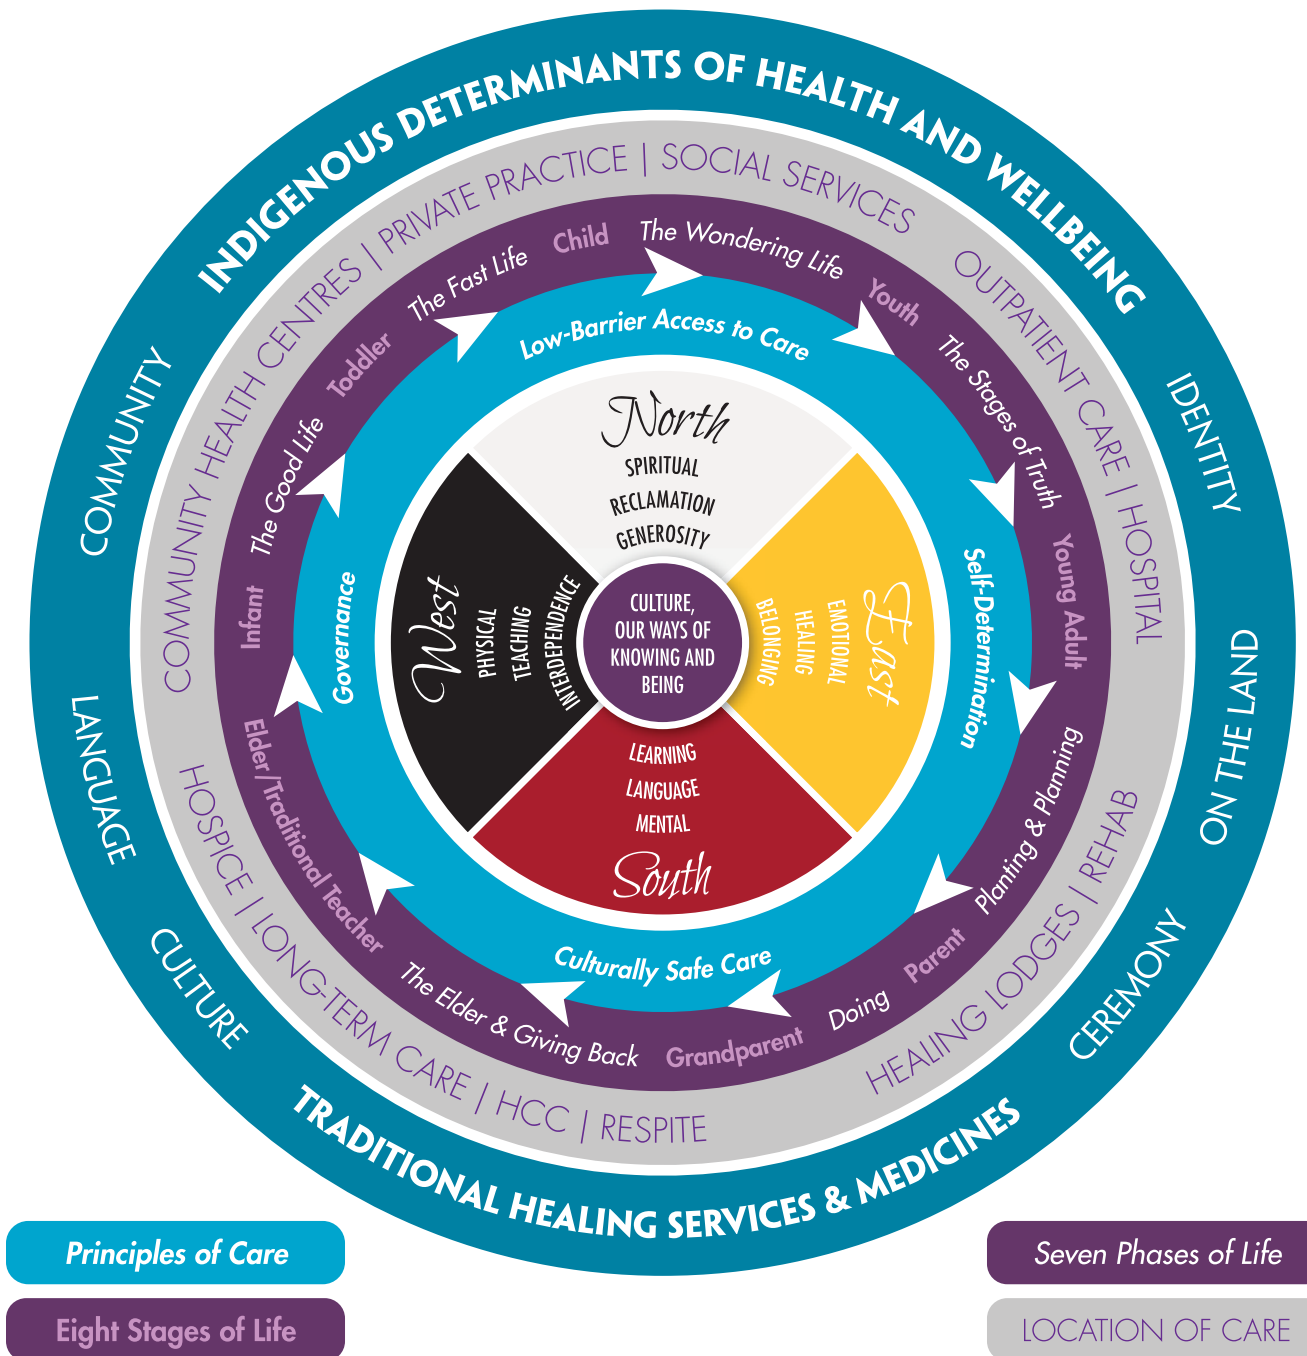 INDIGENOUS DETERMINANTS OF HEALTH AND WELLBEING
IDENTITY
ON THE LAND
CEREMONY
TRADITIONAL HEALING SERVICES & MEDICINES
CULTURE
LANGUAGE
COMMUNITY
COMMUNITY HEALTH CENTRES | PRIVATE PRACTICE | SOCIAL SERVICES
OUTPATIENT CARE | HOSPITAL
HEALING LODGES | REHAB
HOSPICE | LONG-TERM CARE | HCC | RESPITE
Infant
The Good Life
Toddler
The Fast Life
Child
The Wondering Life
Youth
The Stages of Truth
Young Adult
Planting & Planning
Parent
Doing
Grandparent
The Elder & Giving Back
Elder/Traditional Teacher
Low-Barrier Access to Care
Self-Determination
Culturally Safe Care
Governance
North
SPIRITUAL
RECLAMATION
GENEROSITY
East
EMOTIONAL
HEALING
BELONGING
LEARNING
LANGUAGE
MENTAL
South
West
PHYSICAL
TEACHING
INTERDEPENDENCE
CULTURE,
OUR WAYS OF
KNOWING AND
BEING
Principles of Care
Eight Stages of Life
Seven Phases of Life
LOCATION OF CARE